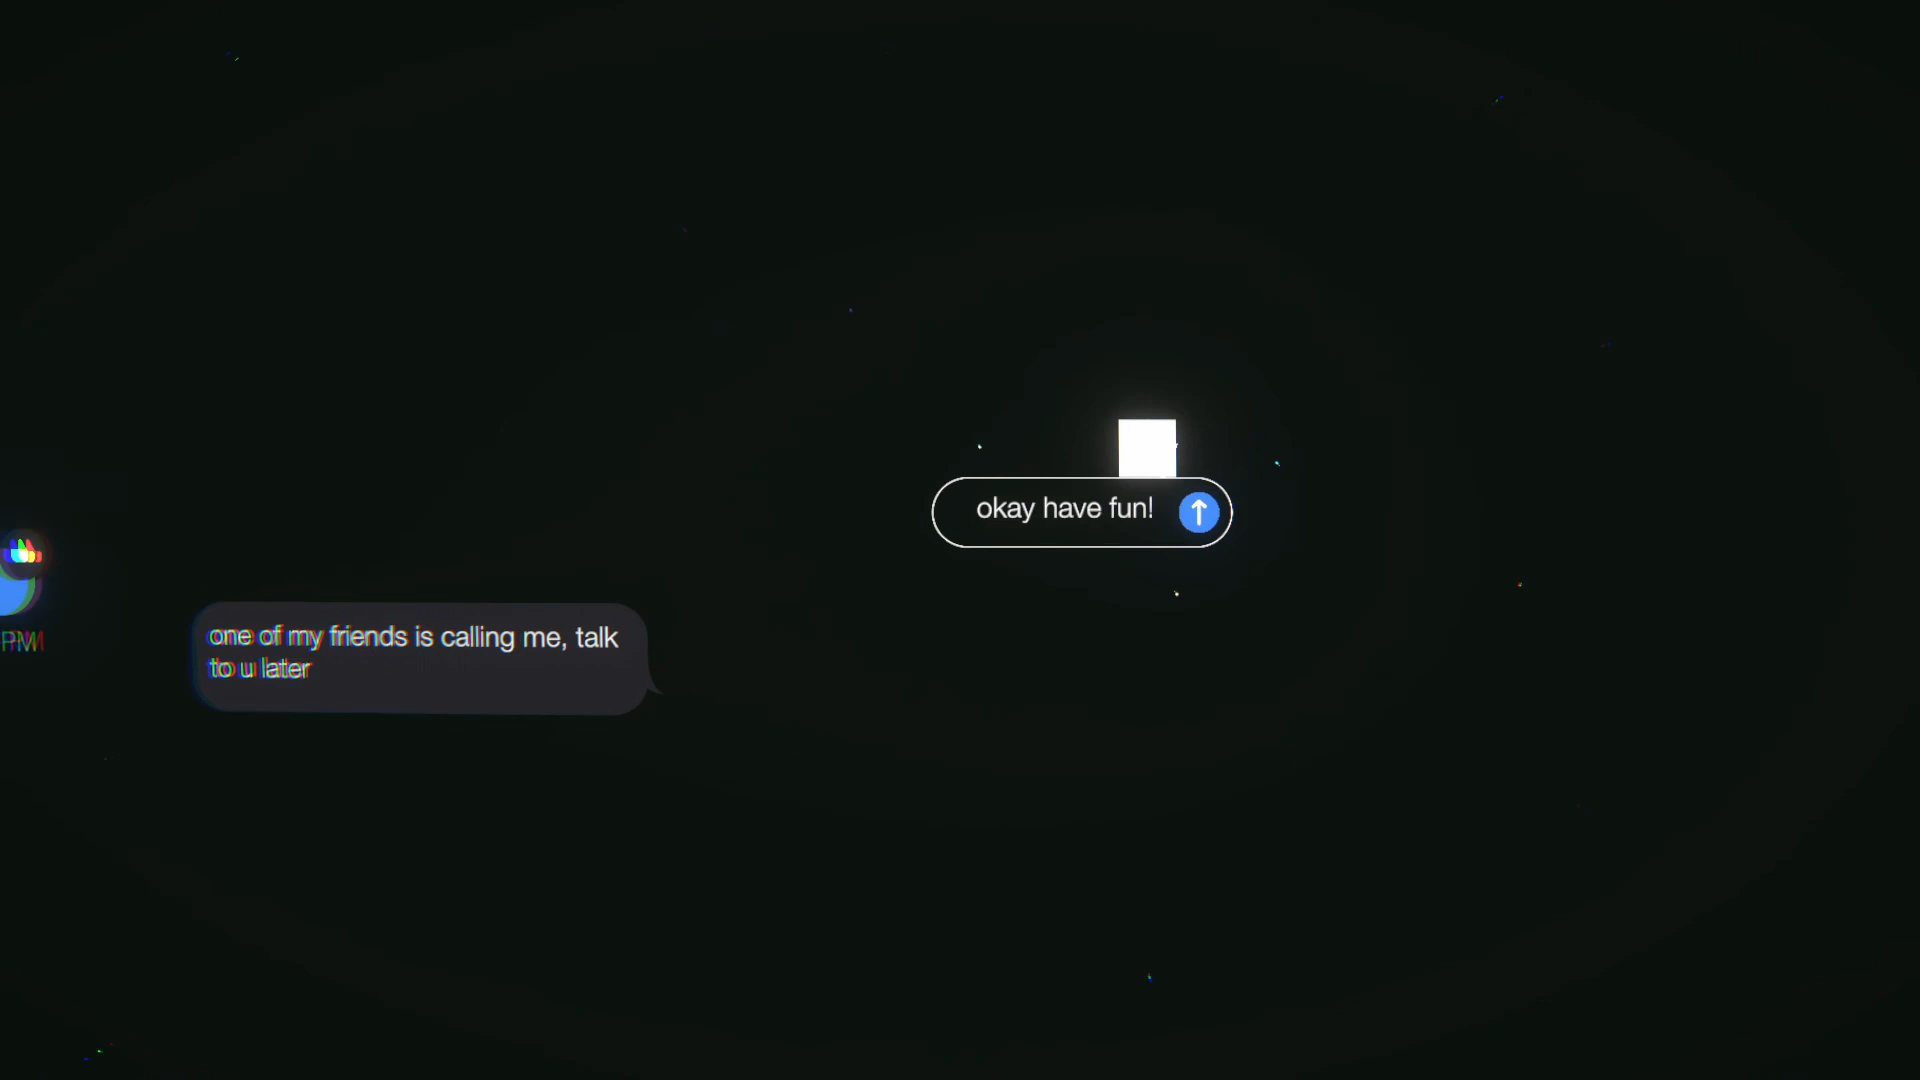 okay have fun!
PM
one of my friends is calling me, talk
to u later